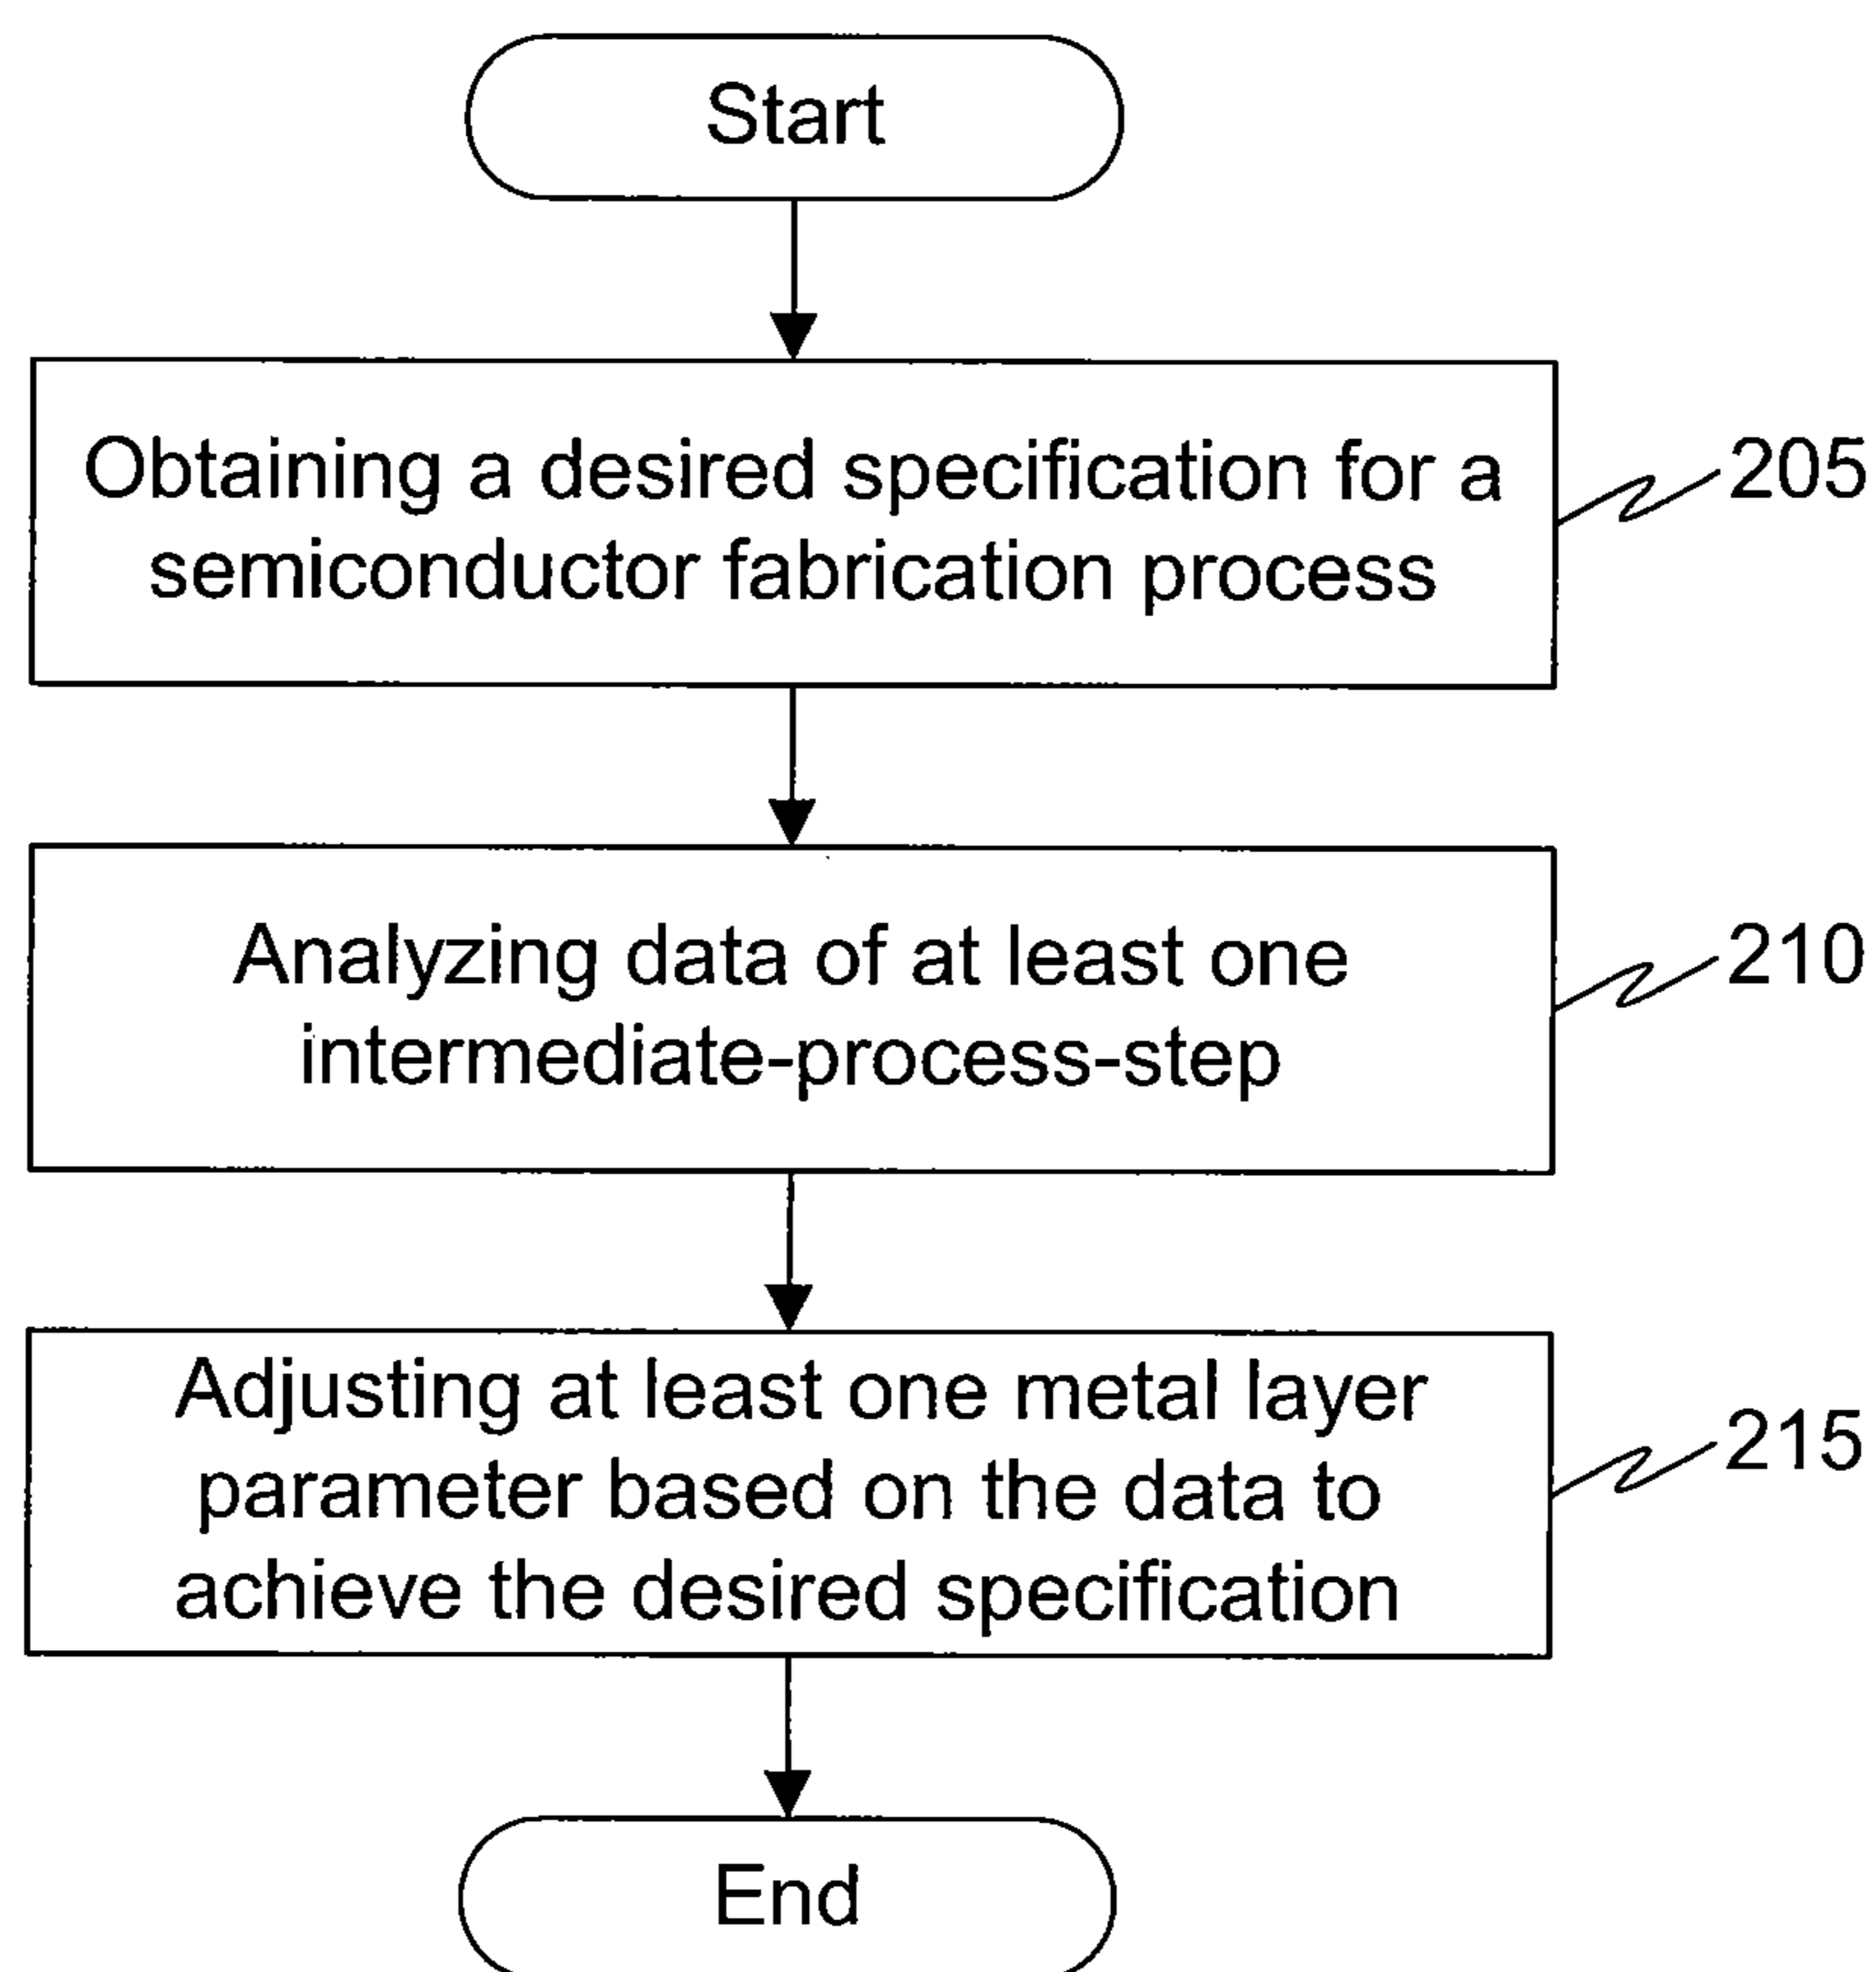 Start
Obtaining a desired specification for a
semiconductor fabrication process
205
Analyzing data of at least one
intermediate-process-step
210
Adjusting at least one metal layer
parameter based on the data to
achieve the desired specification
215
End